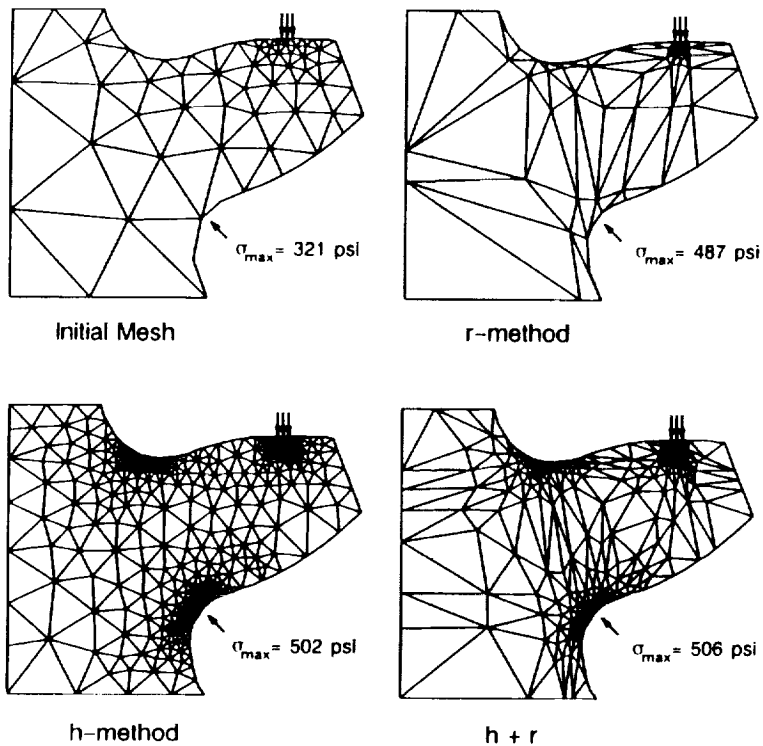 σmax= 321 psi
Initial Mesh
σmax= 487 psi
r-method
σmax= 502 psi
h-method
σmax= 506 psi
h + r